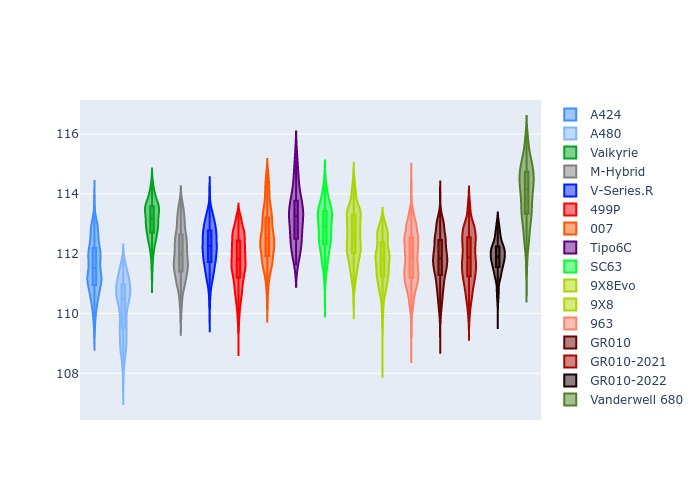 116
114
112
110
108
A424
A480
Valkyrie
M-Hybrid
V-Series.R
499P
007
Tipo6C
SC63
9X8Evo
9X8
963
GR010
GR010-2021
GR010-2022
Vanderwell 680